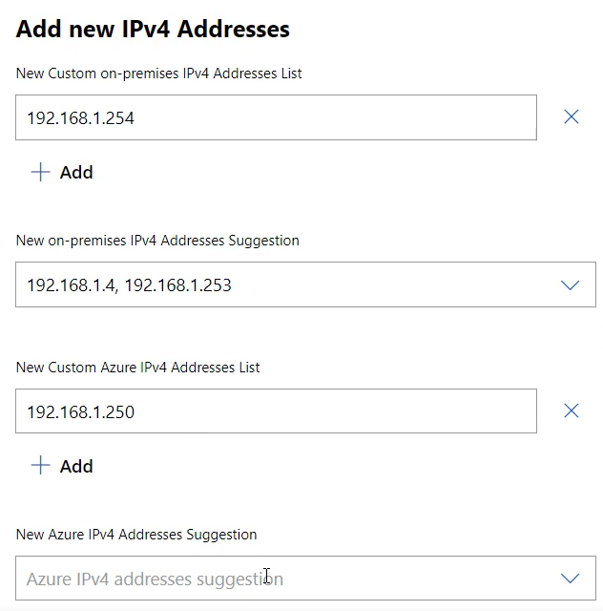 Add new IPv4 Addresses
New Custom on-premises IPv4 Addresses List
192.168.1.254
Add
New on-premises IPv4 Addresses Suggestion
192.168.1.4, 192.168.1.253
New Custom Azure IPv4 Addresses List
192.168.1.250
Add
New Azure IPv4 Addresses Suggestion
Azure IPv4 addresses suggestion